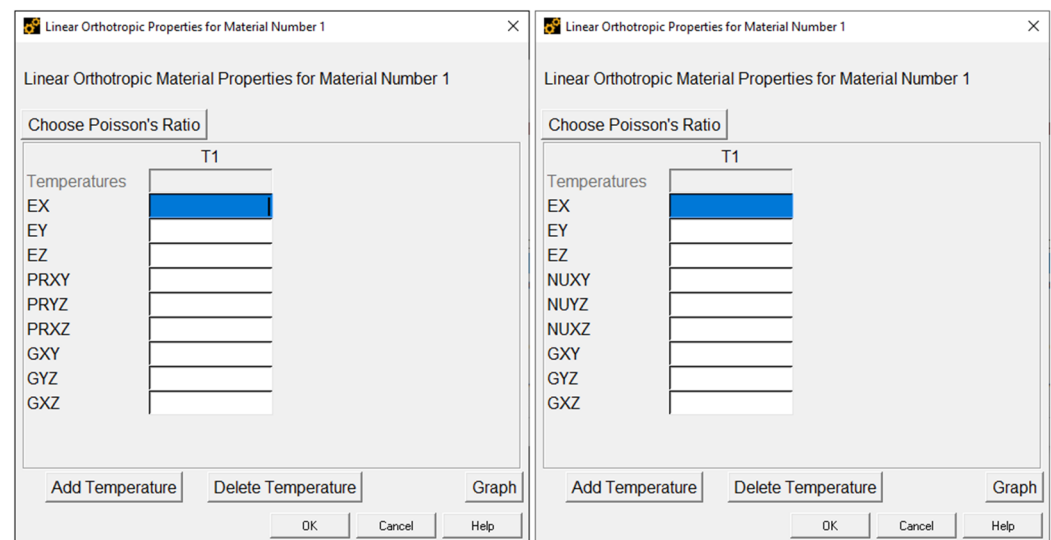 Linear Orthotropic Properties for Material Number 1
Linear Orthotropic Material Properties for Material Number 1
Choose Poisson's Ratio
T1
Temperatures
EX
EY
EZ
PRXY
PRYZ
PRXZ
GXY
GYZ
GXZ
Add Temperature Delete Temperature Graph
OK Cancel Help
Linear Orthotropic Properties for Material Number 1
Linear Orthotropic Material Properties for Material Number 1
Choose Poisson's Ratio
T1
Temperatures
EX
EY
EZ
NUXY
NUYZ
NUXZ
GXY
GYZ
GXZ
Add Temperature Delete Temperature Graph
OK Cancel Help